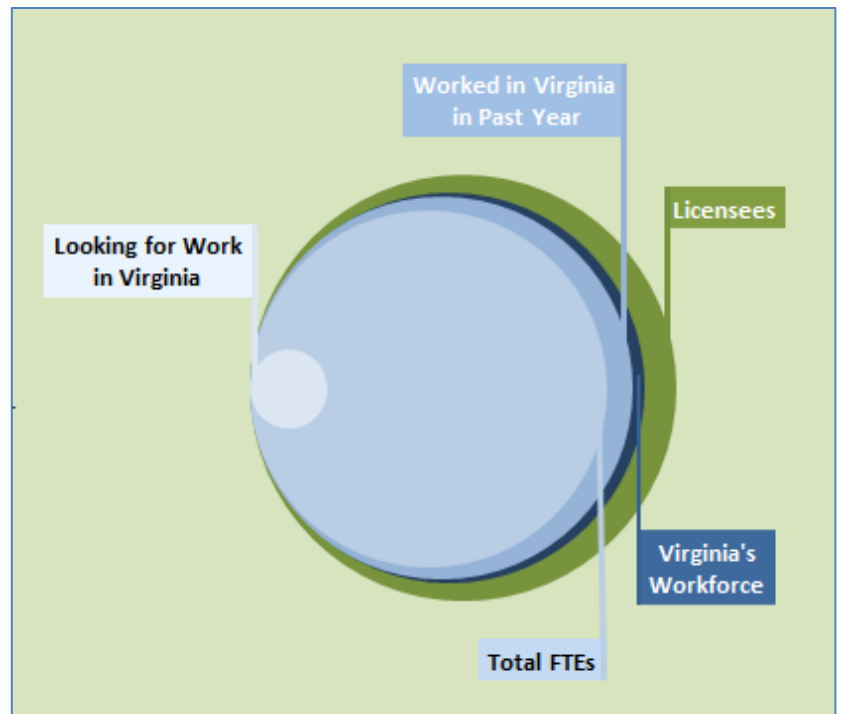 Worked in Virginia
in Past Year
Licensees
Looking for Work
in Virginia
Virginia's
Workforce
Total FTEs